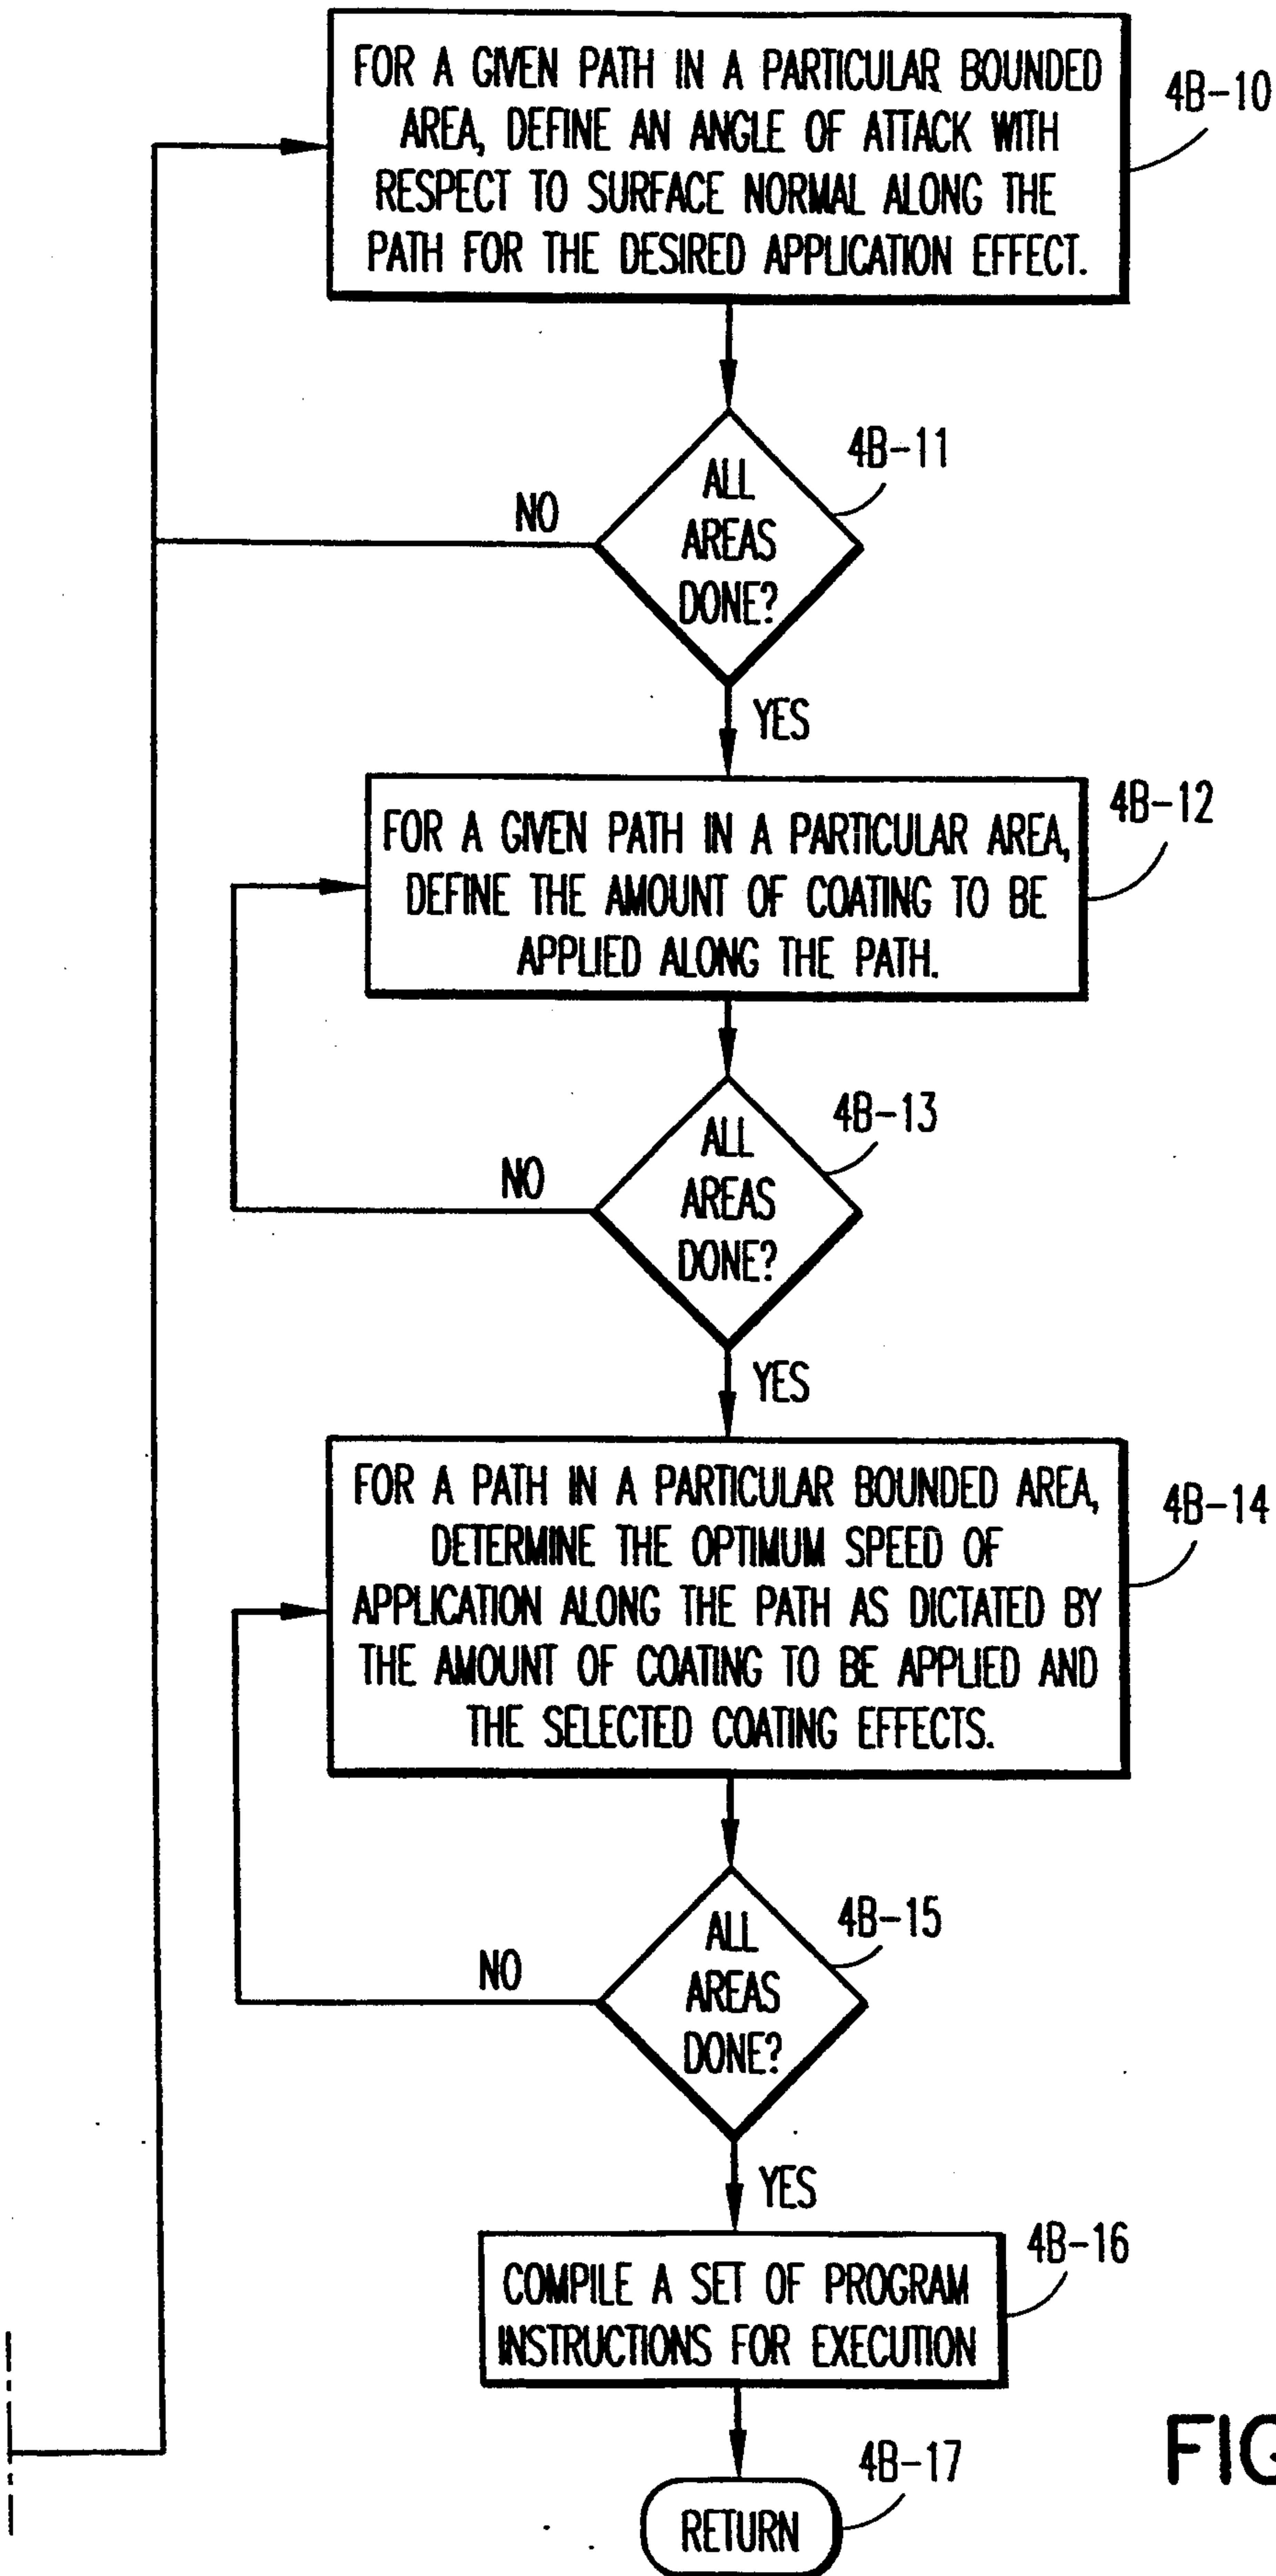 FOR A GIVEN PATH IN A PARTICULAR BOUNDED
AREA, DEFINE AN ANGLE OF ATTACK WITH
RESPECT TO SURFACE NORMAL ALONG THE
PATH FOR THE DESIRED APPLICATION EFFECT.
4B-10
4B-11
ALL
AREAS
DONE?
NO
YES
4B-12
FOR A GIVEN PATH IN A PARTICULAR AREA,
DEFINE THE AMOUNT OF COATING TO BE
APPLIED ALONG THE PATH.
4B-13
ALL
AREAS
DONE?
NO
YES
FOR A PATH IN A PARTICULAR BOUNDED AREA,
DETERMINE THE OPTIMUM SPEED OF
APPLICATION ALONG THE PATH AS DICTATED BY
THE AMOUNT OF COATING TO BE APPLIED AND
THE SELECTED COATING EFFECTS.
4B-14
4B-15
ALL
AREAS
DONE?
NO
YES
4B-16
COMPILE A SET OF PROGRAM
INSTRUCTIONS FOR EXECUTION
4B-17
RETURN